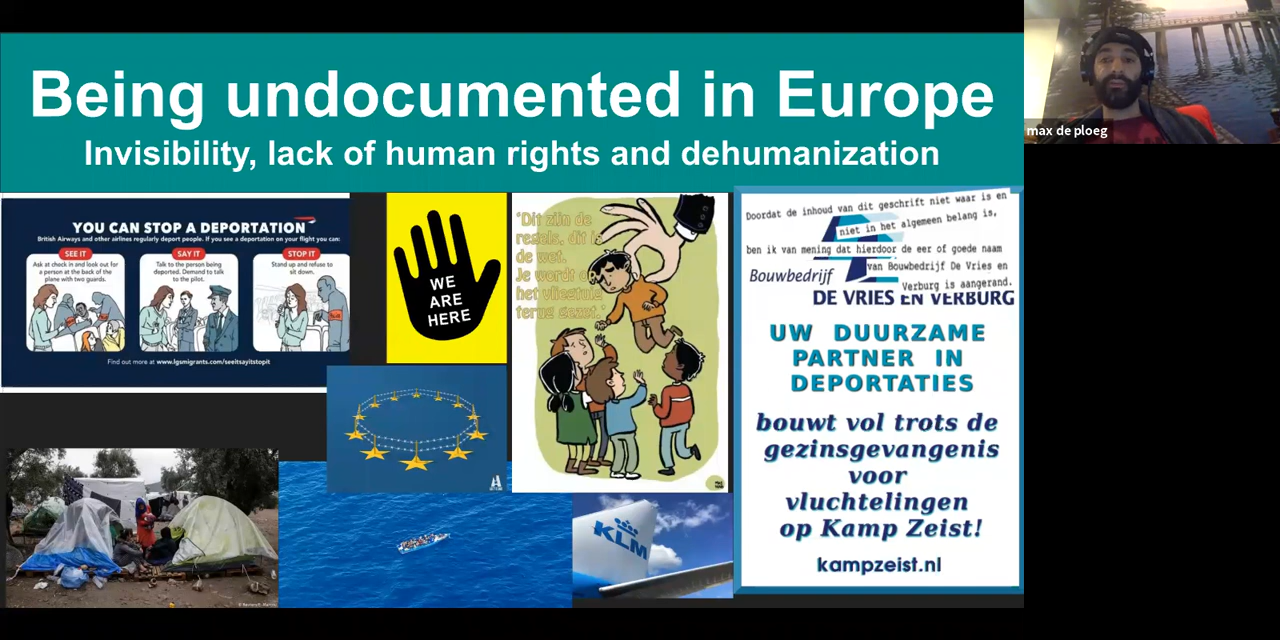 Being undocumented in Europe
Invisibility, lack of human rights and dehumanization
max de ploeg
YOU CAN STOP A DEPORTATION
British Airways and other airlines regularly deport people. If you see a deportation on your flight you can:
SEE IT
Ask at check in and look out for
a person at the back of the
plane with two guards.
SAY IT
Talk to the person being
deported. Demand to talk
to the pilot.
STOP IT
Stand up and refuse to
sit down.
Find out more at www.lgsmigrants.com/seeitsayitstopit
WE
ARE
HERE
'Dit zijn de
regels, dit is
de wet.
Je wordt op
het vliegtuig
terug gezet.'
Doordat de inhoud van dit geschrift niet waar is en
niet in het algemeen belang is,
ben ik van mening dat hierdoor de eer of goede naam
van Bouwbedrijf De Vries en
Verburg is aangerand.
Bouwbedrijf
DE VRIES EN VERBURG
UW DUURZAME
PARTNER IN
DEPORTATIES
bouwt vol trots de
gezinsgevangenis
voor
vluchtelingen
op Kamp Zeist!
kampzeist.nl
KLM